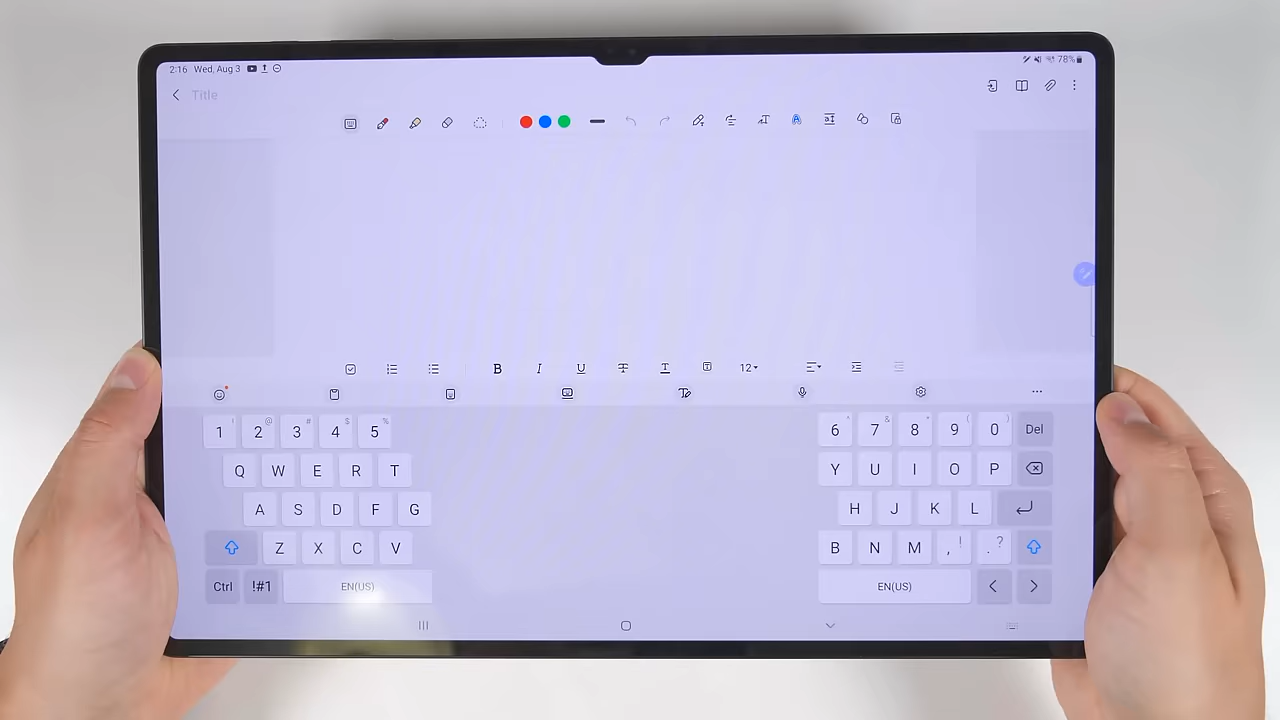 2:16 Wed, Aug 3 78%
Title
B I U T T T 12
1 ! 2 @ 3 # 4 $ 5 % 6 ^ 7 & 8 * 9 ( 0 ) Del
Q W E R T Y U I O P
A S D F G H J K L
Z X C V B N M , ! . ?
Ctrl !#1 EN(US) EN(US) < >